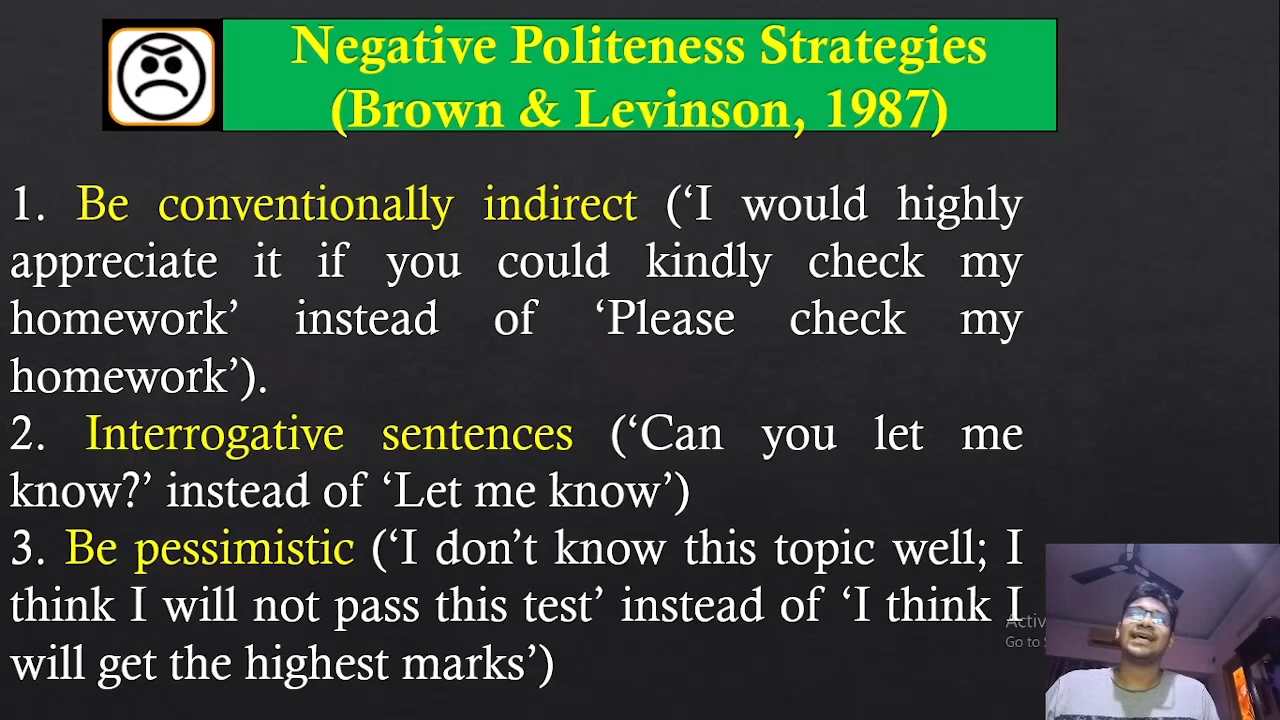 Negative Politeness Strategies
(Brown & Levinson, 1987)
1. Be conventionally indirect (‘I would highly
appreciate it if you could kindly check my
homework’ instead of ‘Please check my
homework’).
2. Interrogative sentences (‘Can you let me
know?’ instead of ‘Let me know’)
3. Be pessimistic (‘I don’t know this topic well; I
think I will not pass this test’ instead of ‘I think I
will get the highest marks’)
Go to